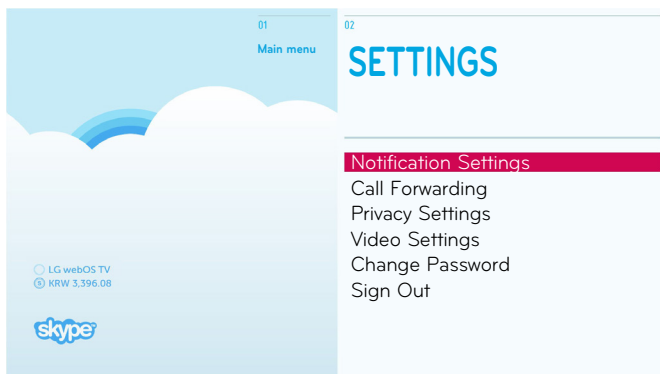 01
Main menu
LG webOS TV
S KRW 3,396.08
skype
02
SETTINGS
Notification Settings
Call Forwarding
Privacy Settings
Video Settings
Change Password
Sign Out